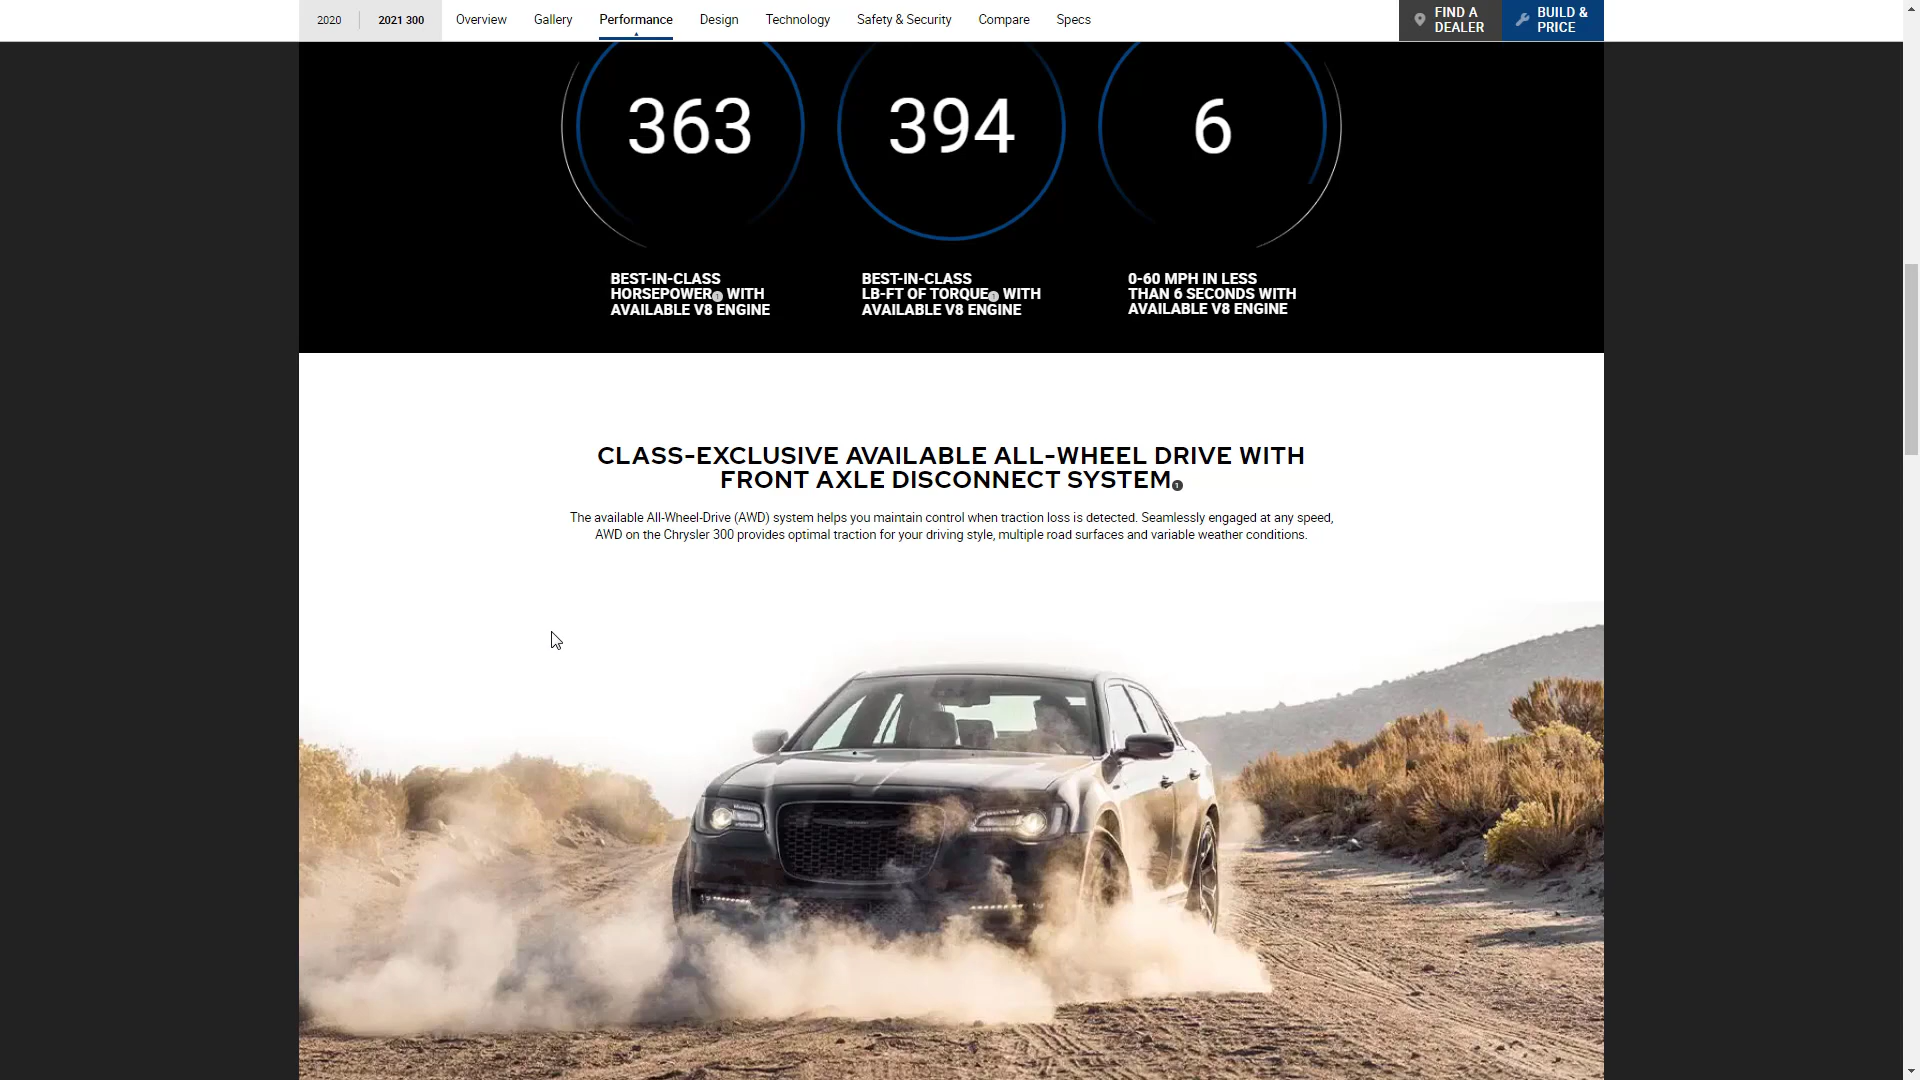 2020
2021 300
Overview
Gallery
Performance
Design
Technology
Safety & Security
Compare
Specs
FIND A
DEALER
BUILD &
PRICE
363
394
6
BEST-IN-CLASS
HORSEPOWER1 WITH
AVAILABLE V8 ENGINE
BEST-IN-CLASS
LB-FT OF TORQUE1 WITH
AVAILABLE V8 ENGINE
0-60 MPH IN LESS
THAN 6 SECONDS WITH
AVAILABLE V8 ENGINE
CLASS-EXCLUSIVE AVAILABLE ALL-WHEEL DRIVE WITH
FRONT AXLE DISCONNECT SYSTEM1
The available All-Wheel-Drive (AWD) system helps you maintain control when traction loss is detected. Seamlessly engaged at any speed,
AWD on the Chrysler 300 provides optimal traction for your driving style, multiple road surfaces and variable weather conditions.